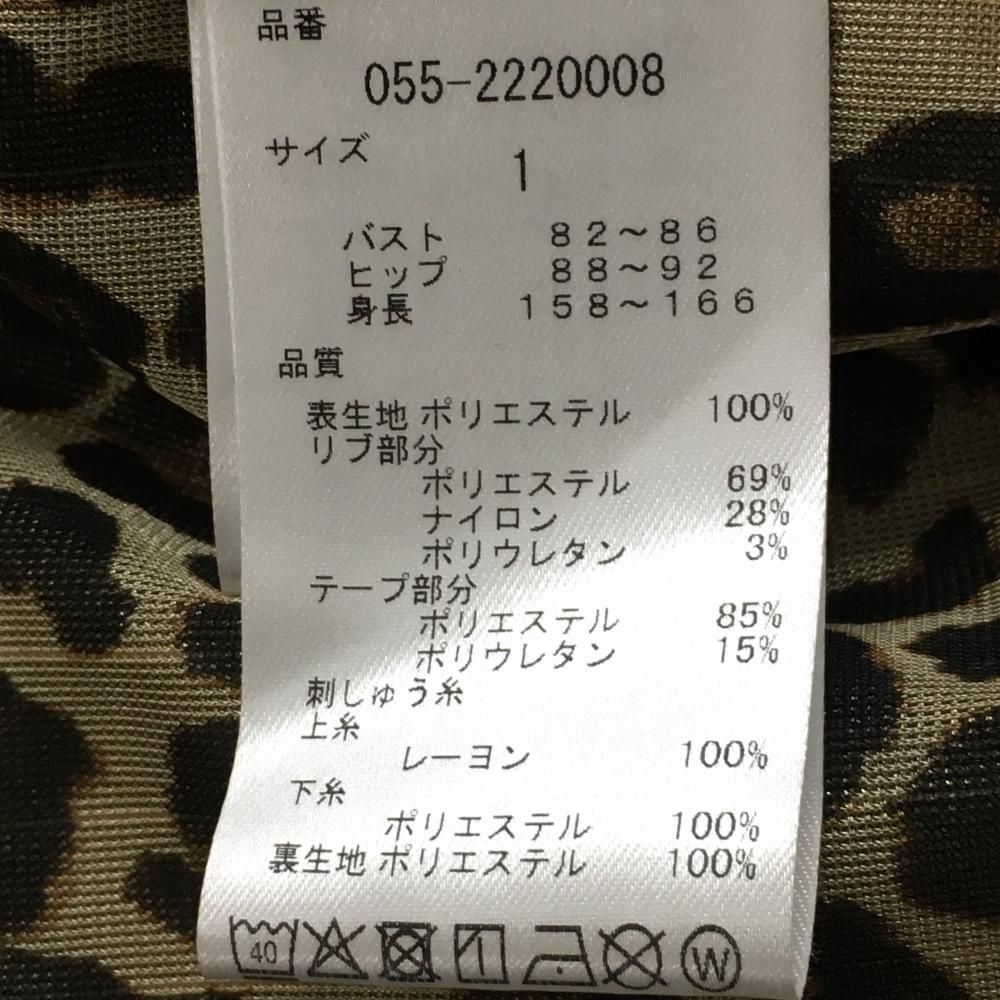 品番
055-2220008
サイズ 1
バスト 82～86
ヒップ 88～92
身長 158～166
品質
表生地 ポリエステル 100%
リブ部分
ポリエステル 69%
ナイロン 28%
ポリウレタン 3%
テープ部分
ポリエステル 85%
ポリウレタン 15%
刺しゅう糸
上糸
レーヨン 100%
下糸
ポリエステル 100%
裏生地 ポリエステル 100%
40 W